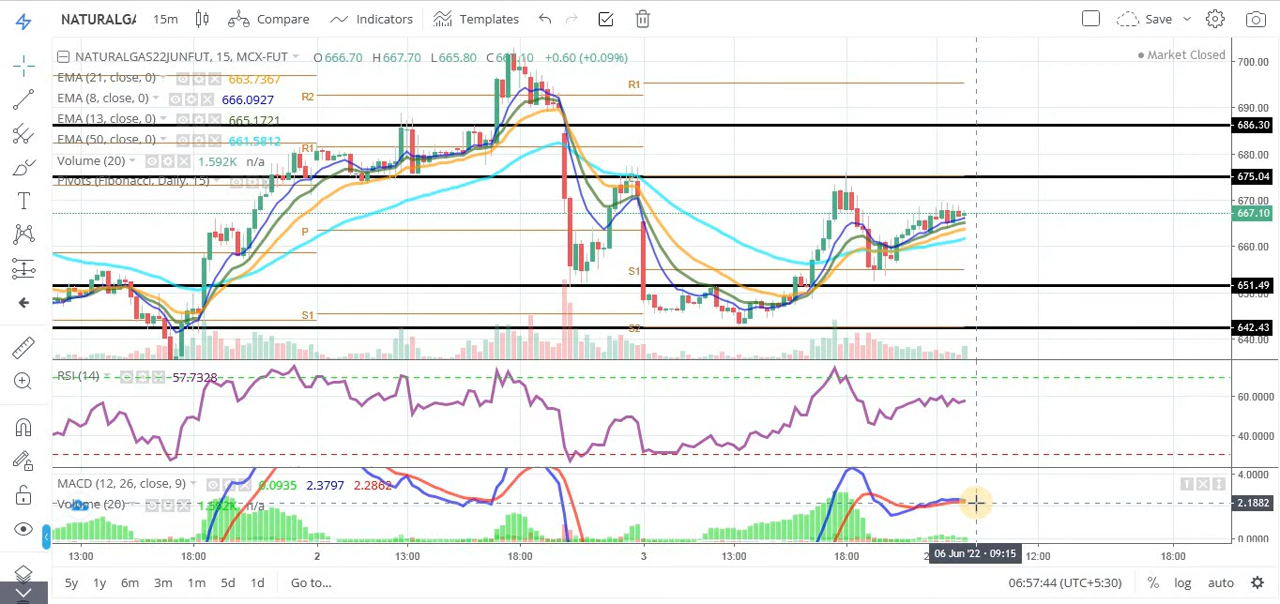 NATURALGA 15m Compare Indicators Templates Save
NATURALGAS22JUNFUT, 15, MCX-FUT O666.70 H667.70 L665.80 +0.60 (+0.09%)
Market Closed
EMA (21, close, 0) 663.7367
EMA (8, close, 0) 666.0927
EMA (13, close, 0) 665.1721
EMA (50, close, 0) 661.5812
Volume (20) 1.592K n/a
Pivots (Fibonacci, Daily, 15)
R2
R1
P
S1
R1
S1
S2
700.00
690.00
686.30
680.00
675.04
670.00
667.10
660.00
651.49
650.00
642.43
640.00
RSI (14) 57.7328
60.0000
40.0000
MACD (12, 26, close, 9) 0.0935 2.3797 2.2862
Volume (20) n/a
4.0000
2.1882
0.0000
13:00 18:00 2 13:00 18:00 3 13:00 18:00 06 Jun '22 - 09:15 12:00 18:00
5y 1y 6m 3m 1m 5d 1d Go to... 06:57:44 (UTC+5:30) % log auto